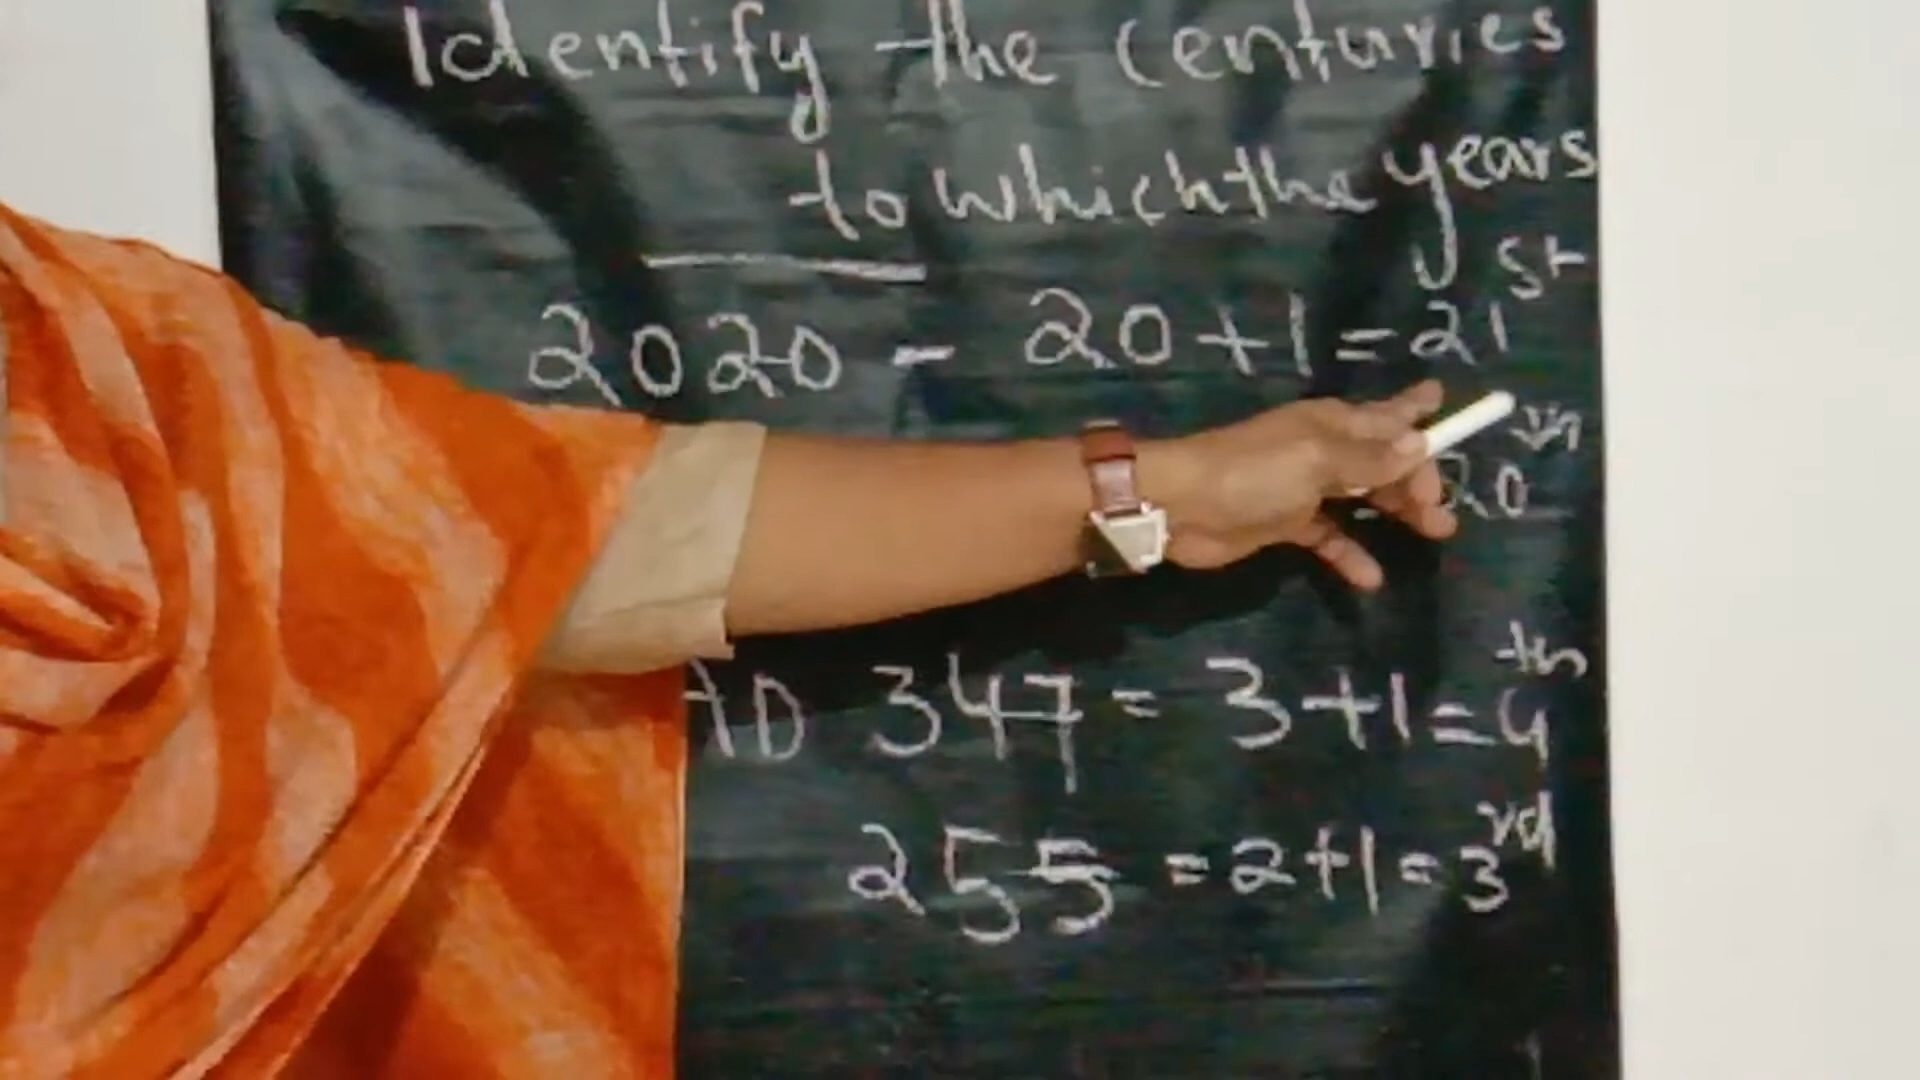 Identify the centuries
to which the years
2020 - 20+1=21st
20th
AD 347 = 3+1=4th
255 = 2+1=3rd